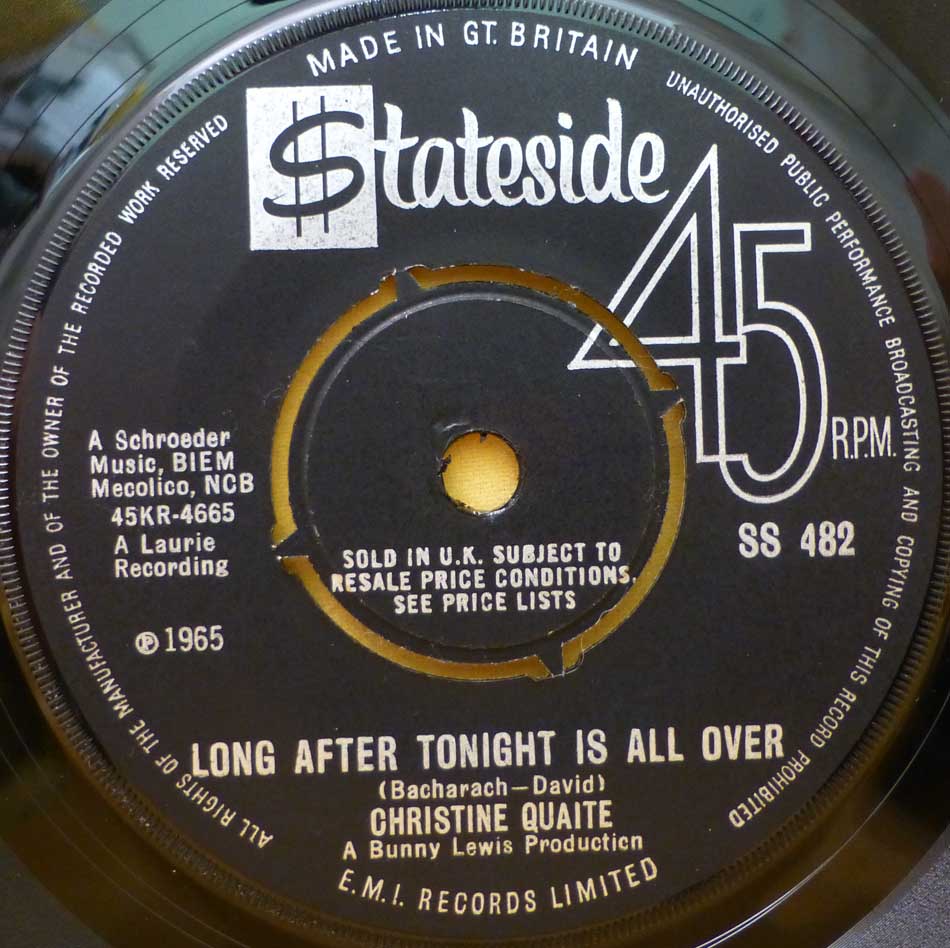 MADE IN GT. BRITAIN
UNAUTHORISED PUBLIC PERFORMANCE BROADCASTING AND COPYING OF THIS RECORD PROHIBITED
ALL RIGHTS OF THE MANUFACTURER AND OF THE OWNER OF THE RECORDED WORK RESERVED
$tateside
45 R.P.M.
A Schroeder
Music, BIEM
Mecolico, NCB
45KR-4665
A Laurie
Recording
℗ 1965
SS 482
SOLD IN U.K. SUBJECT TO
RESALE PRICE CONDITIONS.
SEE PRICE LISTS
LONG AFTER TONIGHT IS ALL OVER
(Bacharach—David)
CHRISTINE QUAITE
A Bunny Lewis Production
E.M.I. RECORDS LIMITED